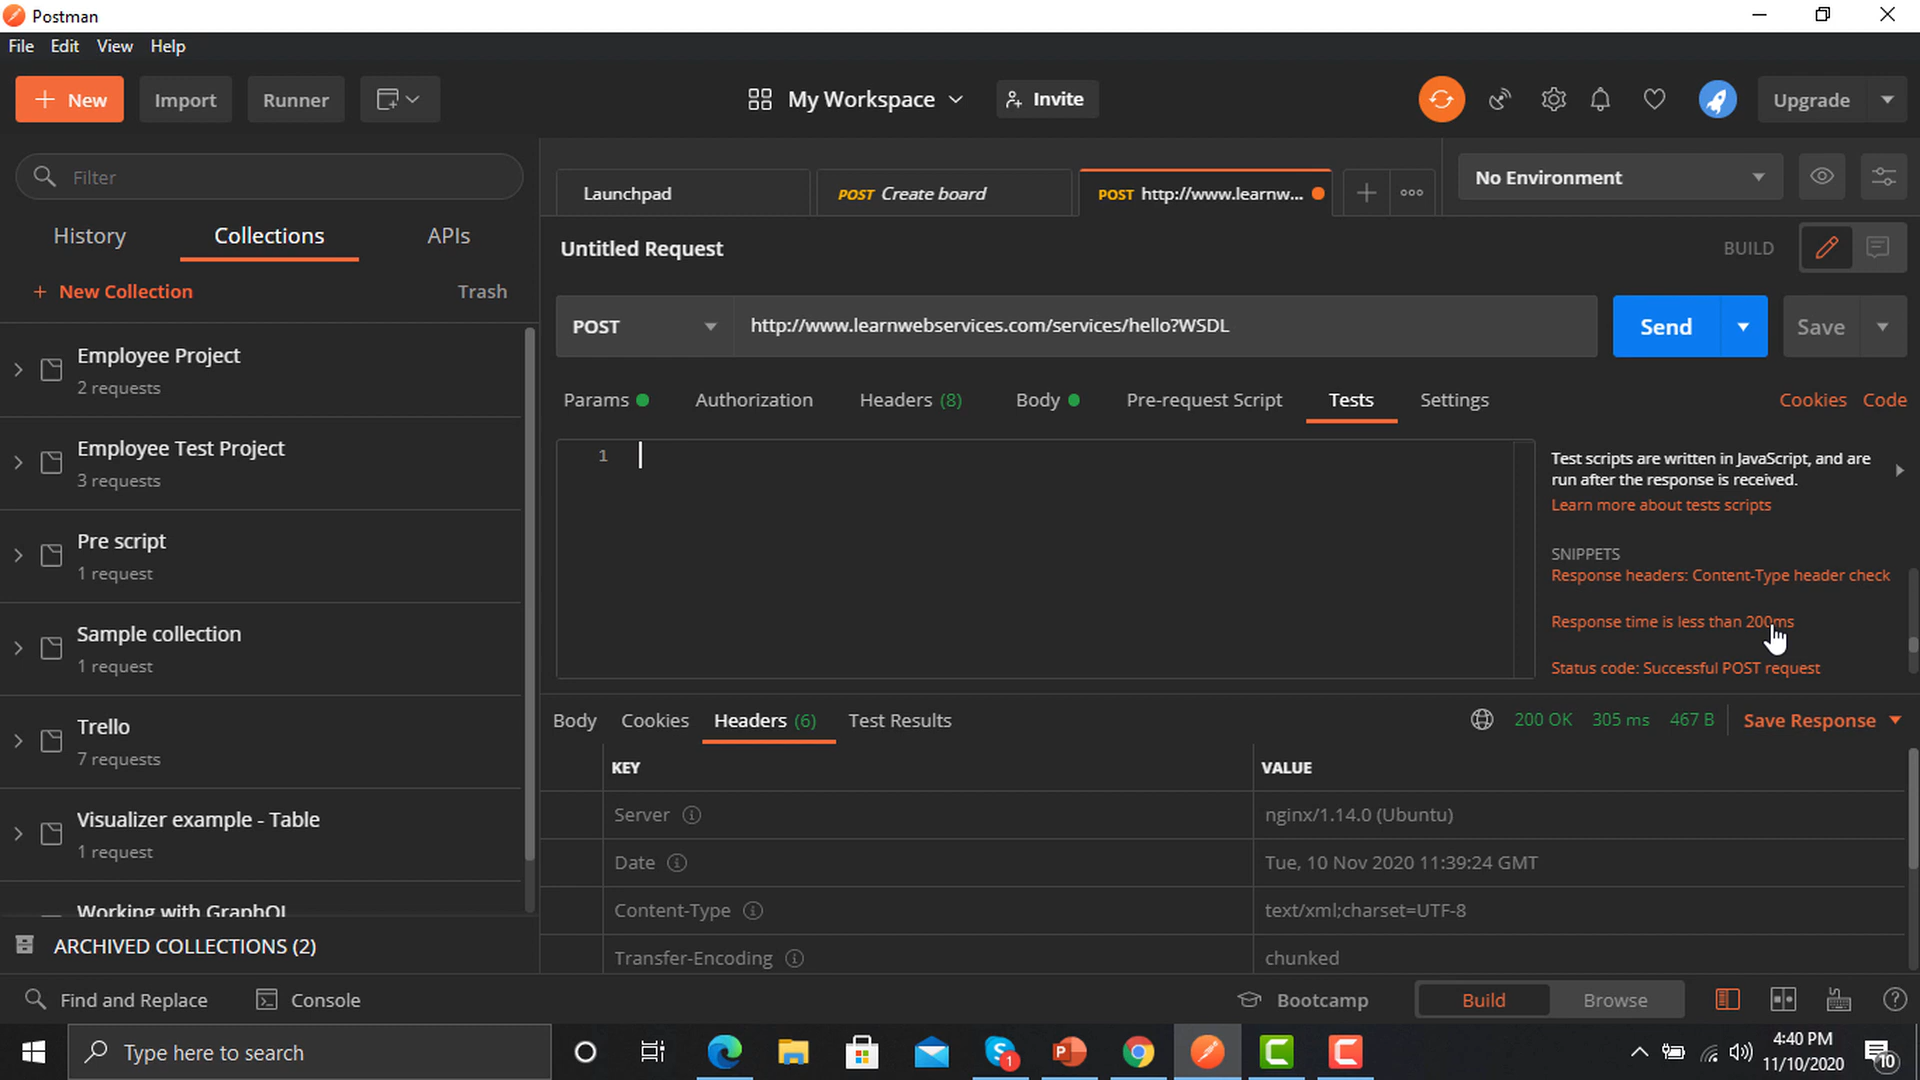 Postman
File Edit View Help
New Import Runner My Workspace Invite Upgrade
Filter
Launchpad POST Create board POST http://www.learnw... No Environment
History Collections APIs
Untitled Request BUILD
+ New Collection Trash
POST http://www.learnwebservices.com/services/hello?WSDL Send Save
Employee Project
2 requests
Params Authorization Headers (8) Body Pre-request Script Tests Settings Cookies Code
Employee Test Project
3 requests
1
Test scripts are written in JavaScript, and are
run after the response is received.
Learn more about tests scripts
SNIPPETS
Response headers: Content-Type header check
Response time is less than 200ms
Status code: Successful POST request
Pre script
1 request
Sample collection
1 request
Trello
7 requests
Body Cookies Headers (6) Test Results 200 OK 305 ms 467 B Save Response
KEY VALUE
Server nginx/1.14.0 (Ubuntu)
Date Tue, 10 Nov 2020 11:39:24 GMT
Content-Type text/xml;charset=UTF-8
Transfer-Encoding chunked
Visualizer example - Table
1 request
Working with GraphQL
ARCHIVED COLLECTIONS (2)
Find and Replace Console Bootcamp Build Browse
Type here to search
1
4:40 PM
11/10/2020
10